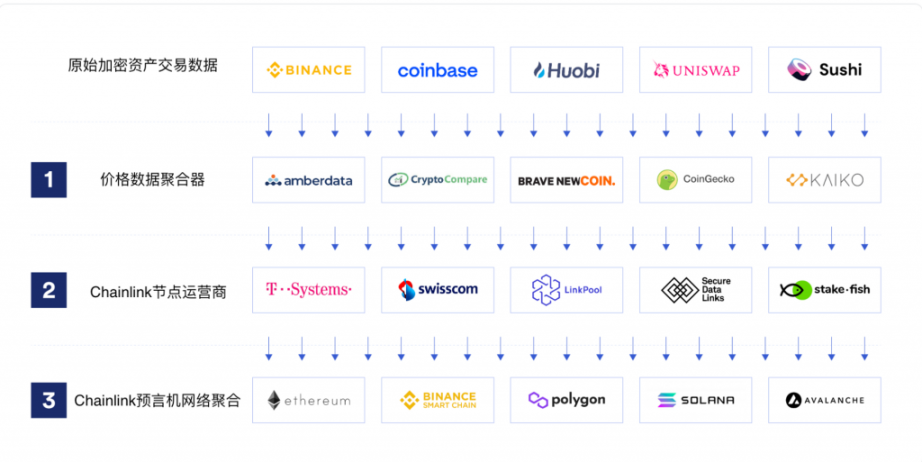 原始加密资产交易数据 BINANCE coinbase Huobi UNISWAP Sushi
1 价格数据聚合器 amberdata CryptoCompare BRAVE NEWCOIN. CoinGecko KAIKO
2 Chainlink节点运营商 T··Systems· swisscom LinkPool Secure Data Links stake·fish
3 Chainlink预言机网络聚合 ethereum BINANCE SMART CHAIN polygon SOLANA AVALANCHE